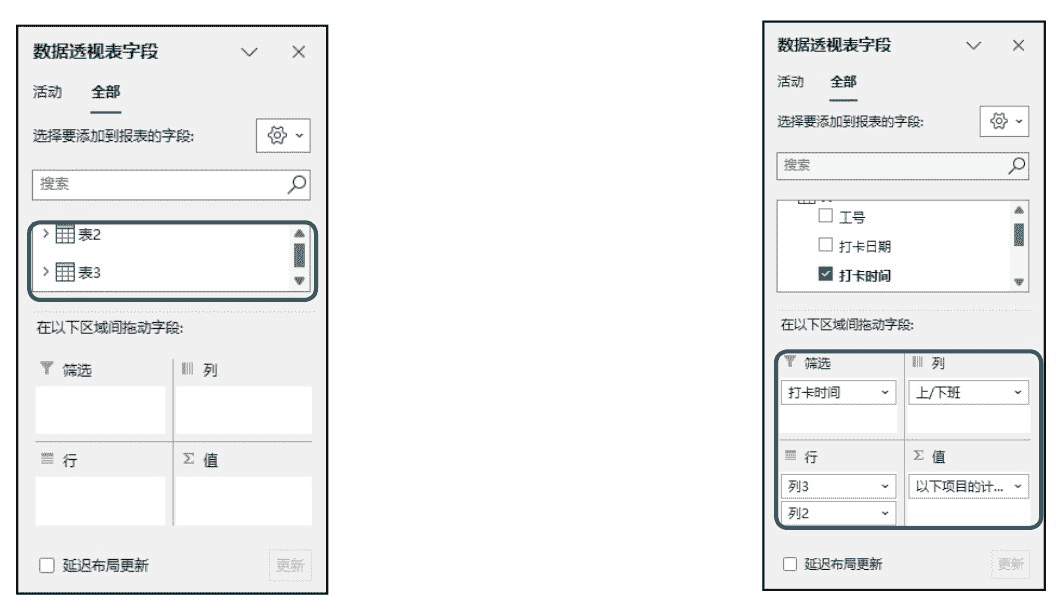 数据透视表字段
活动 全部
选择要添加到报表的字段:
搜索
表2
表3
在以下区域间拖动字段:
筛选 列
行 值
延迟布局更新 更新
数据透视表字段
活动 全部
选择要添加到报表的字段:
搜索
工号
打卡日期
打卡时间
在以下区域间拖动字段:
筛选 列
打卡时间 上/下班
行 Σ 值
列3 以下项目的计...
列2
延迟布局更新 更新